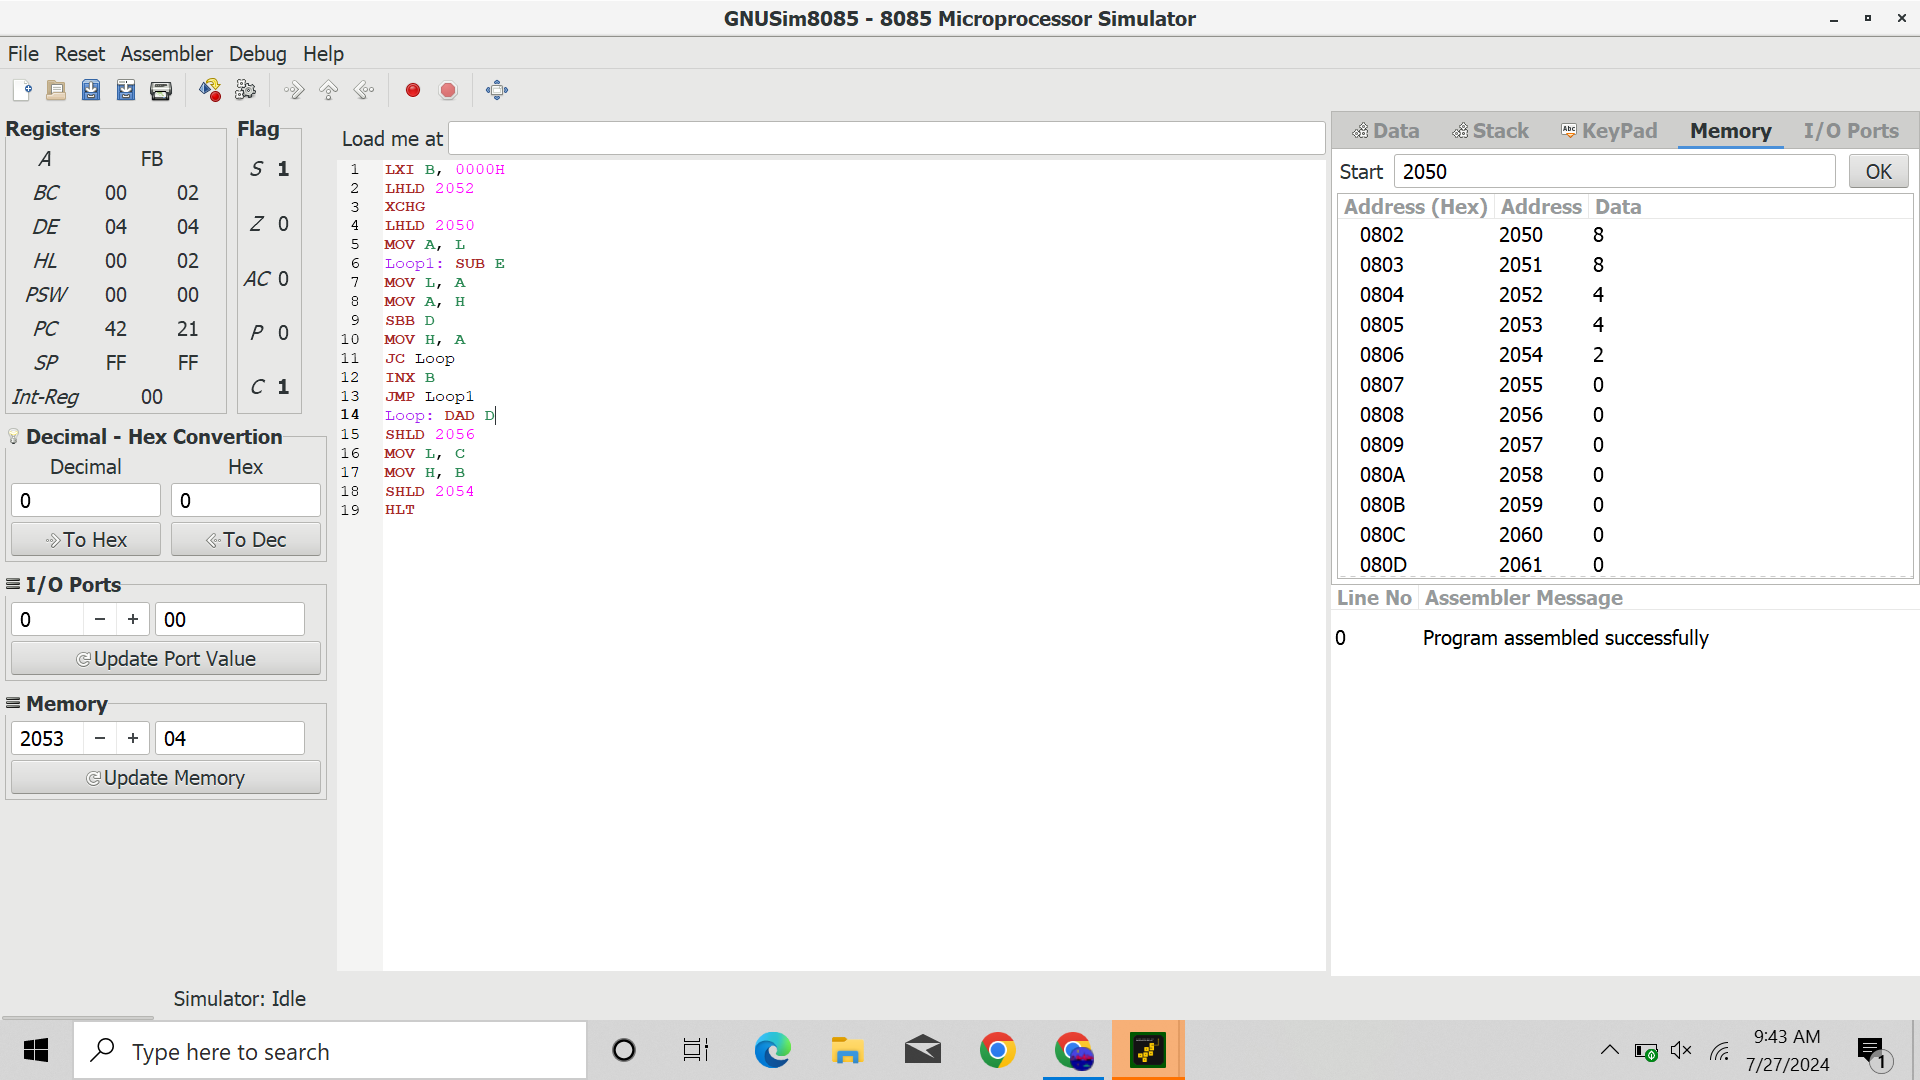 GNUSim8085 - 8085 Microprocessor Simulator
File Reset Assembler Debug Help
Registers
A FB
BC 00 02
DE 04 04
HL 00 02
PSW 00 00
PC 42 21
SP FF FF
Int-Reg 00
Flag
S 1
Z 0
AC 0
P 0
C 1
Decimal - Hex Convertion
Decimal Hex
0 0
To Hex To Dec
I/O Ports
0 − + 00
Update Port Value
Memory
2053 − + 04
Update Memory
Load me at
1 LXI B, 0000H
2 LHLD 2052
3 XCHG
4 LHLD 2050
5 MOV A, L
6 Loop1: SUB E
7 MOV L, A
8 MOV A, H
9 SBB D
10 MOV H, A
11 JC Loop
12 INX B
13 JMP Loop1
14 Loop: DAD D
15 SHLD 2056
16 MOV L, C
17 MOV H, B
18 SHLD 2054
19 HLT
Data Stack Abc KeyPad Memory I/O Ports
Start 2050 OK
Address (Hex) Address Data
0802 2050 8
0803 2051 8
0804 2052 4
0805 2053 4
0806 2054 2
0807 2055 0
0808 2056 0
0809 2057 0
080A 2058 0
080B 2059 0
080C 2060 0
080D 2061 0
Line No Assembler Message
0 Program assembled successfully
Simulator: Idle
Type here to search
9:43 AM
7/27/2024
1